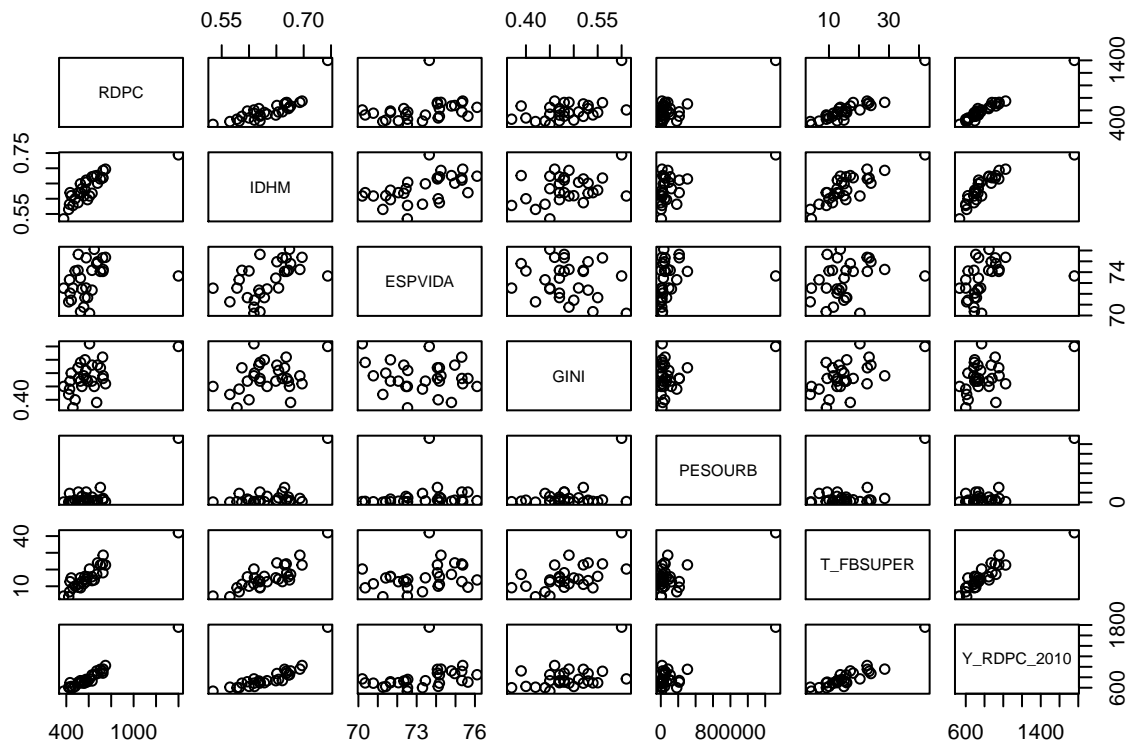 0.55 0.70 0.40 0.55 10 30
RDPC 400 1400
0.55 0.75 IDHM
ESPVIDA 70 74
0.40 GINI
PESOURB 0
10 40 T_FBSUPER
Y_RDPC_2010 600 1800
400 1000 70 73 76 0 800000 600 1400